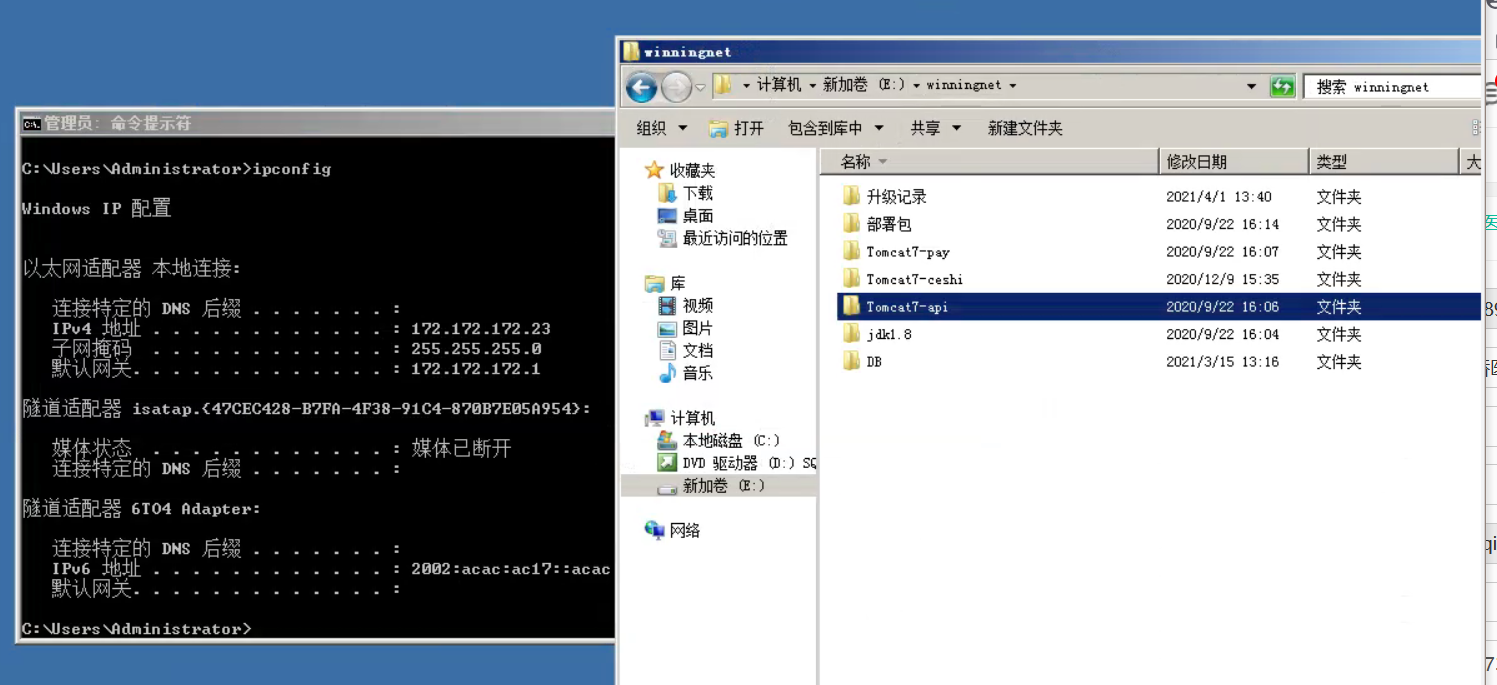 管理员: 命令提示符
C:\Users\Administrator>ipconfig
Windows IP 配置
以太网适配器 本地连接:
连接特定的 DNS 后缀 . . . . . . . :
IPv4 地址 . . . . . . . . . . . . : 172.172.172.23
子网掩码 . . . . . . . . . . . . : 255.255.255.0
默认网关. . . . . . . . . . . . . : 172.172.172.1
隧道适配器 isatap.{47CEC428-B7FA-4F38-91C4-870B7E05A954}:
媒体状态 . . . . . . . . . . . . : 媒体已断开
连接特定的 DNS 后缀 . . . . . . . :
隧道适配器 6TO4 Adapter:
连接特定的 DNS 后缀 . . . . . . . :
IPv6 地址 . . . . . . . . . . . . : 2002:acac:ac17::acac
默认网关. . . . . . . . . . . . . :
C:\Users\Administrator>
winningnet
计算机 新加卷 (E:) winningnet
搜索 winningnet
组织 打开 包含到库中 共享 新建文件夹
收藏夹
下载
桌面
最近访问的位置
库
视频
图片
文档
音乐
计算机
本地磁盘 (C:)
DVD 驱动器 (D:) SQ
新加卷 (E:)
网络
名称 修改日期 类型 大
升级记录 2021/4/1 13:40 文件夹
部署包 2020/9/22 16:14 文件夹
Tomcat7-pay 2020/9/22 16:07 文件夹
Tomcat7-ceshi 2020/12/9 15:35 文件夹
Tomcat7-api 2020/9/22 16:06 文件夹
jdk1.8 2020/9/22 16:04 文件夹
DB 2021/3/15 13:16 文件夹